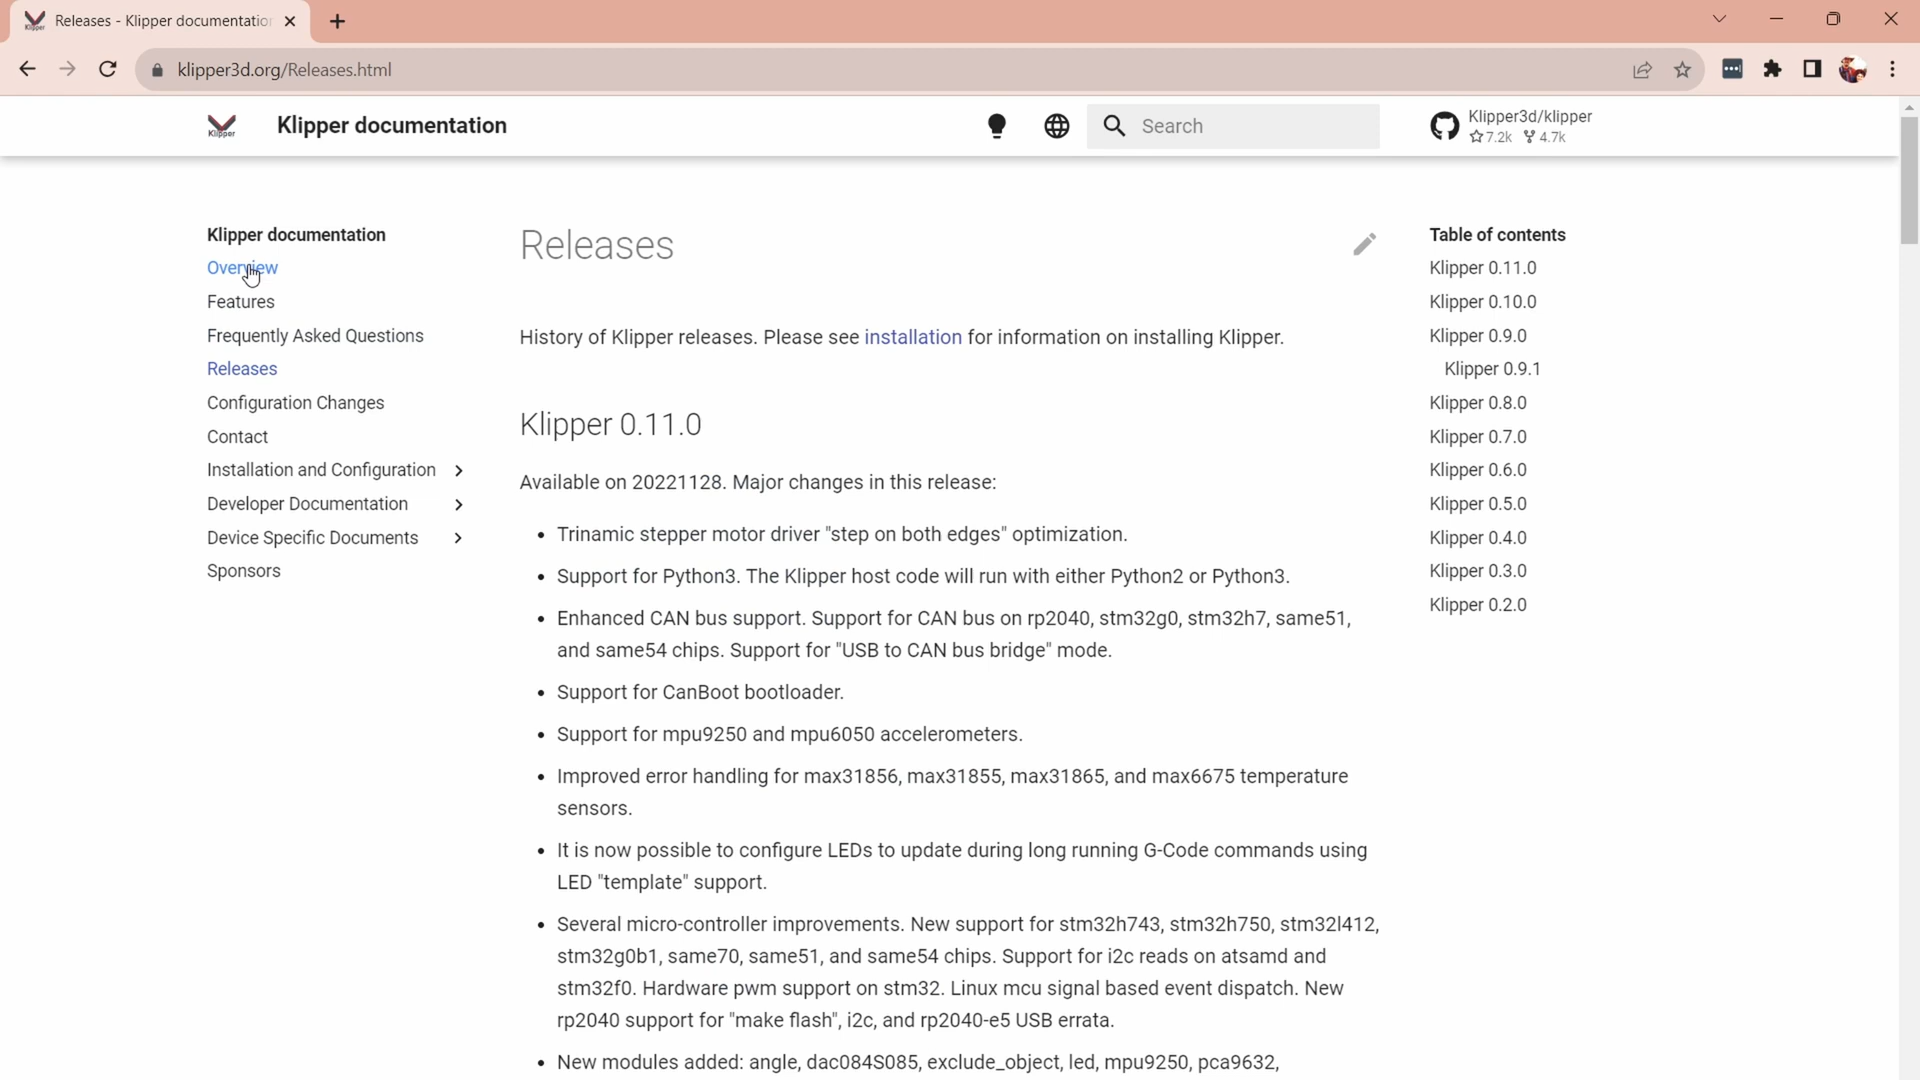 Releases - Klipper documentation
klipper3d.org/Releases.html
Klipper
Klipper documentation
Search
Klipper3d/klipper
7.2k 4.7k
Klipper documentation
Overview
Features
Frequently Asked Questions
Releases
Configuration Changes
Contact
Installation and Configuration
Developer Documentation
Device Specific Documents
Sponsors
Releases
History of Klipper releases. Please see installation for information on installing Klipper.
Klipper 0.11.0
Available on 20221128. Major changes in this release:
• Trinamic stepper motor driver "step on both edges" optimization.
• Support for Python3. The Klipper host code will run with either Python2 or Python3.
• Enhanced CAN bus support. Support for CAN bus on rp2040, stm32g0, stm32h7, same51,
and same54 chips. Support for "USB to CAN bus bridge" mode.
• Support for CanBoot bootloader.
• Support for mpu9250 and mpu6050 accelerometers.
• Improved error handling for max31856, max31855, max31865, and max6675 temperature
sensors.
• It is now possible to configure LEDs to update during long running G-Code commands using
LED "template" support.
• Several micro-controller improvements. New support for stm32h743, stm32h750, stm32l412,
stm32g0b1, same70, same51, and same54 chips. Support for i2c reads on atsamd and
stm32f0. Hardware pwm support on stm32. Linux mcu signal based event dispatch. New
rp2040 support for "make flash", i2c, and rp2040-e5 USB errata.
• New modules added: angle, dac084S085, exclude_object, led, mpu9250, pca9632,
Table of contents
Klipper 0.11.0
Klipper 0.10.0
Klipper 0.9.0
Klipper 0.9.1
Klipper 0.8.0
Klipper 0.7.0
Klipper 0.6.0
Klipper 0.5.0
Klipper 0.4.0
Klipper 0.3.0
Klipper 0.2.0